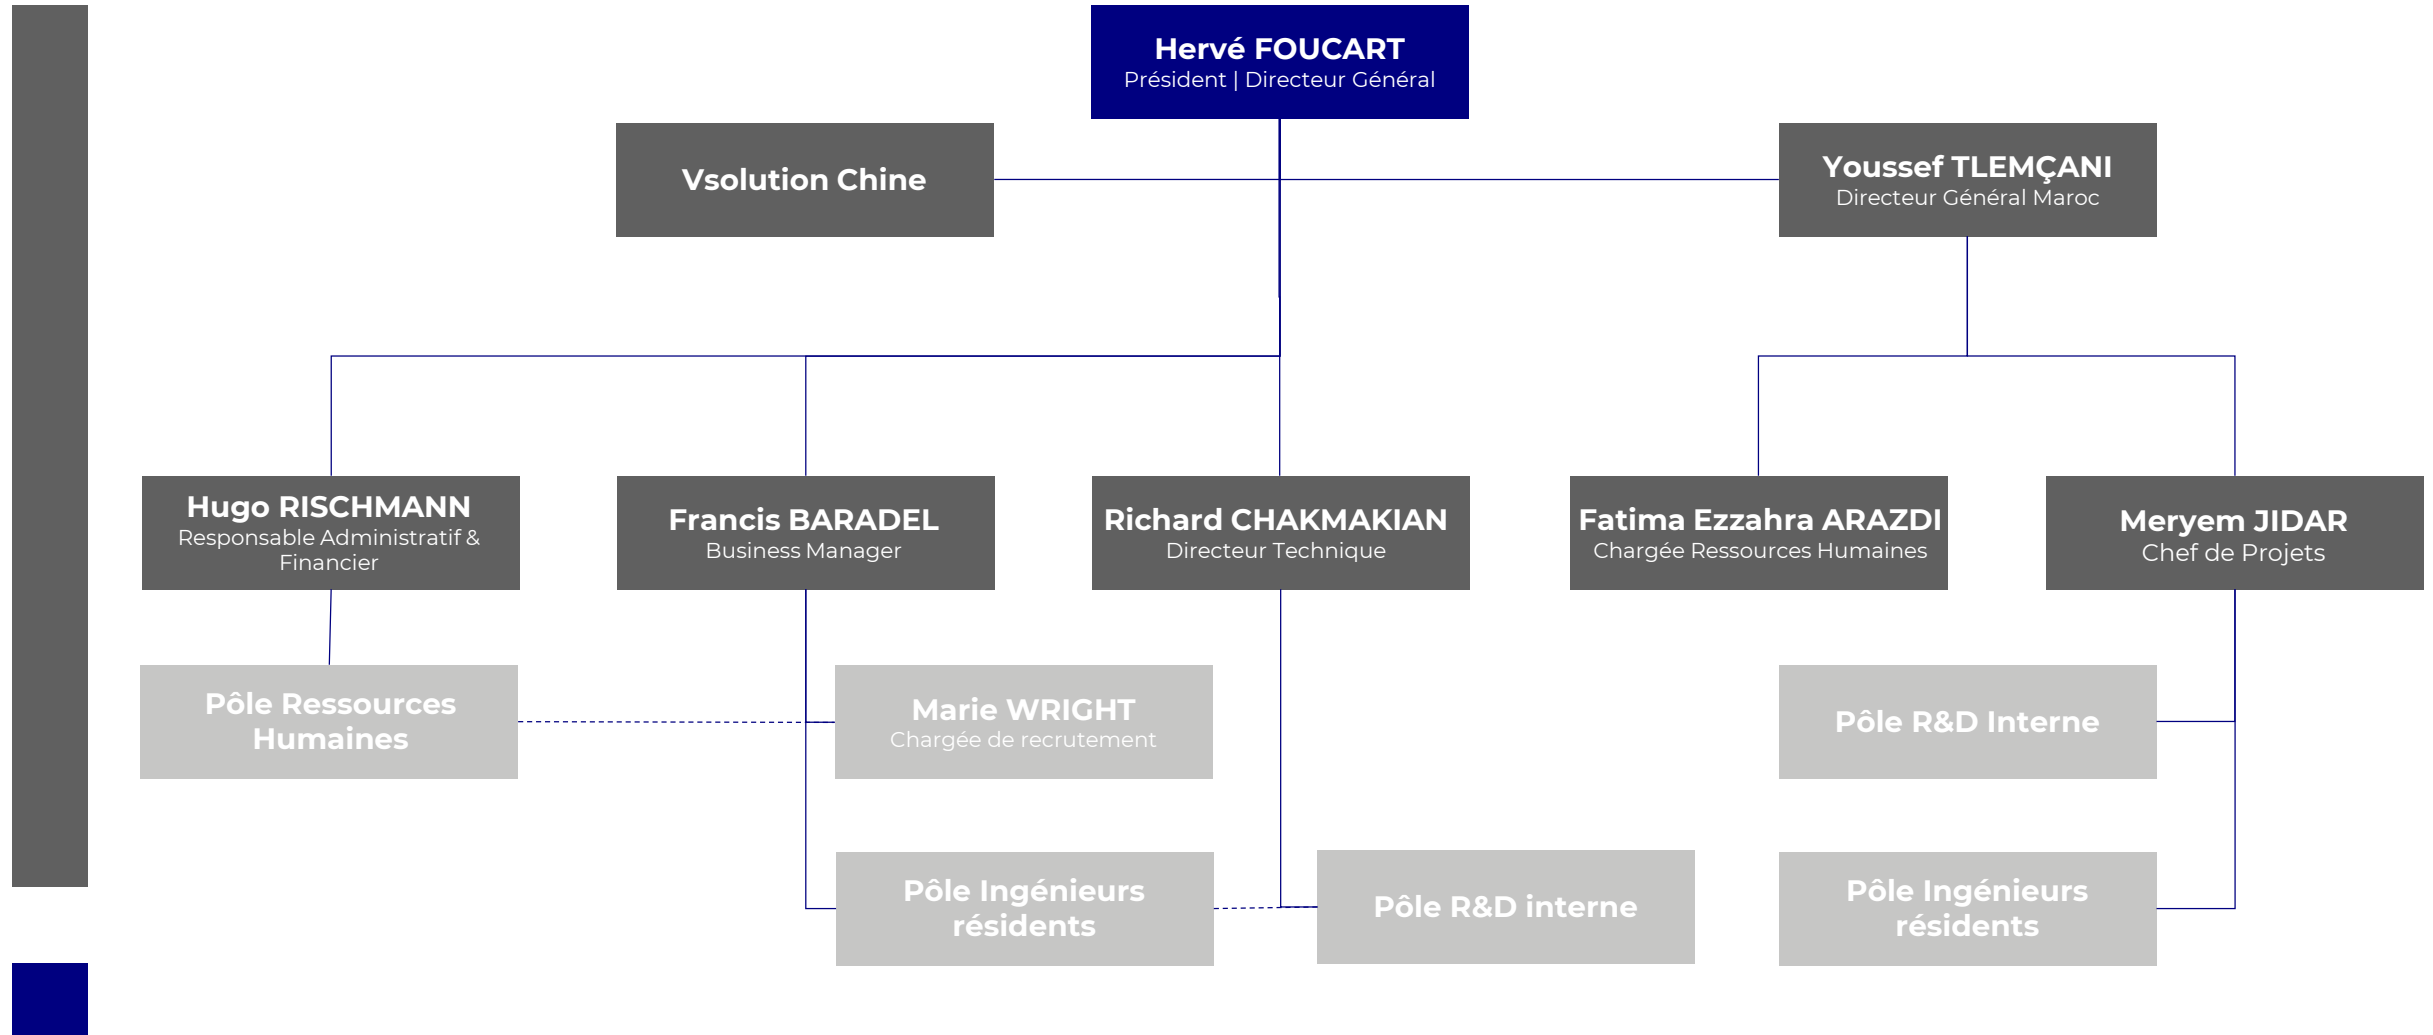 Hervé FOUCART
Président | Directeur Général
Vsolution Chine
Youssef TLEMÇANI
Directeur Général Maroc
Hugo RISCHMANN
Responsable Administratif &
Financier
Francis BARADEL
Business Manager
Richard CHAKMAKIAN
Directeur Technique
Fatima Ezzahra ARAZDI
Chargée Ressources Humaines
Meryem JIDAR
Chef de Projets
Pôle Ressources
Humaines
Marie WRIGHT
Chargée de recrutement
Pôle R&D Interne
Pôle Ingénieurs
résidents
Pôle R&D interne
Pôle Ingénieurs
résidents